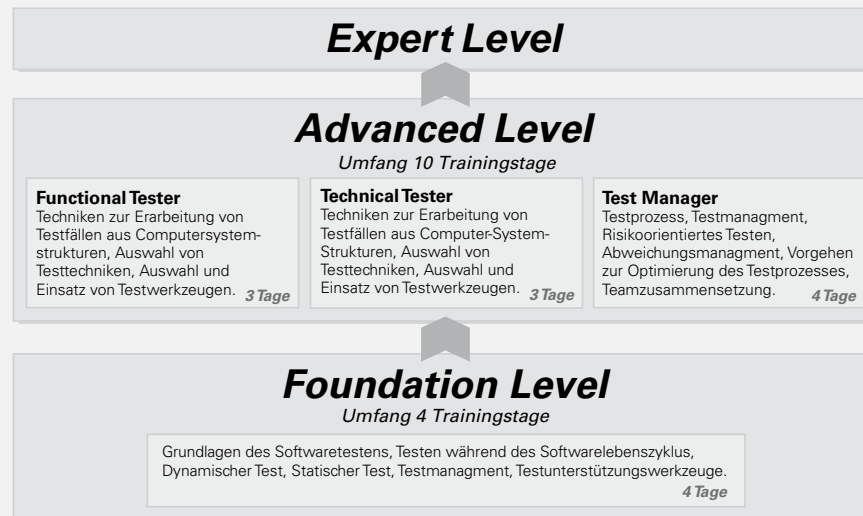 Expert Level
Advanced Level
Umfang 10 Trainingstage
Functional Tester
Techniken zur Erarbeitung von
Testfällen aus Computersystem-
strukturen, Auswahl von
Testtechniken, Auswahl und
Einsatz von Testwerkzeugen.
3 Tage
Technical Tester
Techniken zur Erarbeitung von
Testfällen aus Computer-System-
Strukturen, Auswahl von
Testtechniken, Auswahl und
Einsatz von Testwerkzeugen.
3 Tage
Test Manager
Testprozess, Testmanagment,
Risikoorientiertes Testen,
Abweichungsmanagment, Vorgehen
zur Optimierung des Testprozesses,
Teamzusammensetzung.
4 Tage
Foundation Level
Umfang 4 Trainingstage
Grundlagen des Softwaretestens, Testen während des Softwarelebenszyklus,
Dynamischer Test, Statischer Test, Testmanagment, Testunterstützungswerkzeuge.
4 Tage